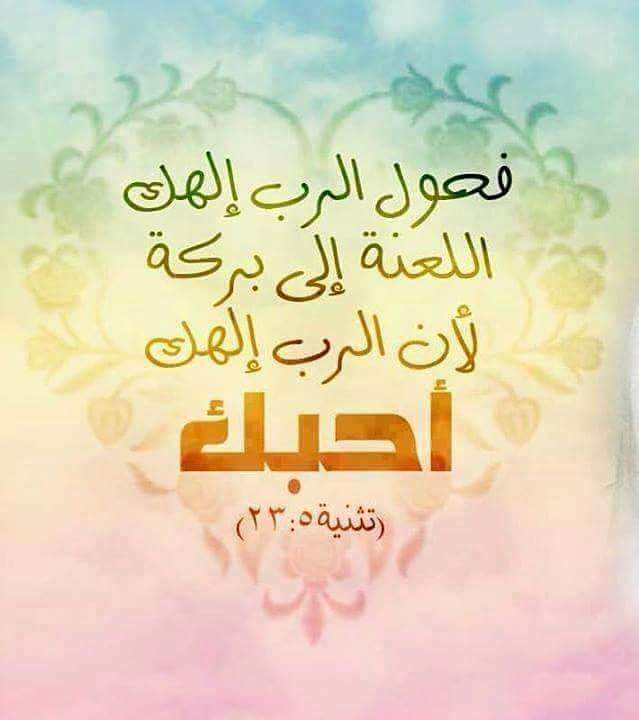 فحول الرب إلهك
اللعنة إلى بركة
لأن الرب إلهك
أحبك
(تثنية ٢٣:٥)